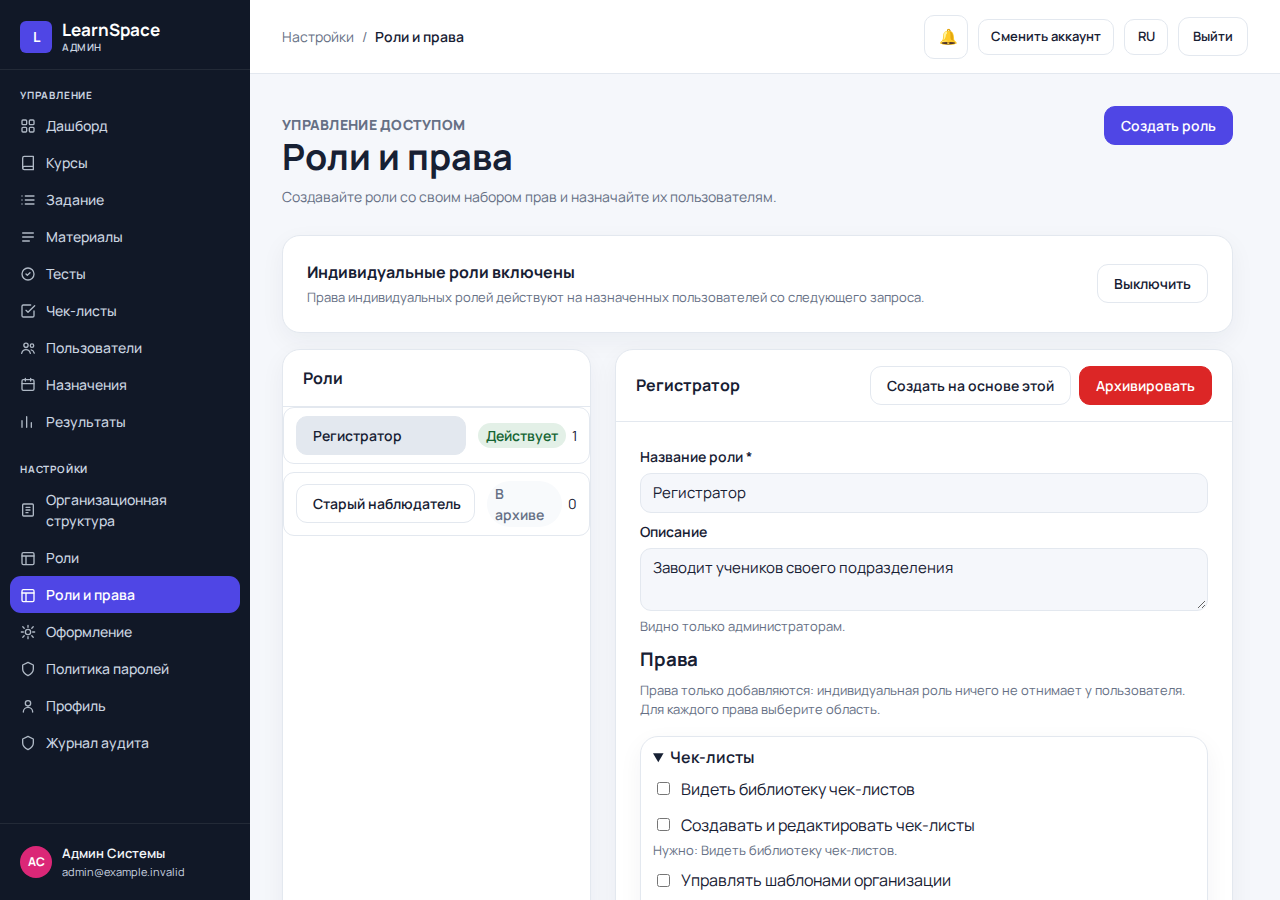 L
LearnSpace
АДМИН
УПРАВЛЕНИЕ
Дашборд
Курсы
Задание
Материалы
Тесты
Чек-листы
Пользователи
Назначения
Результаты
НАСТРОЙКИ
Организационная
структура
Роли
Роли и права
Оформление
Политика паролей
Профиль
Журнал аудита
АС
Админ Системы
admin@example.invalid
Настройки / Роли и права
Сменить аккаунт
RU
Выйти
УПРАВЛЕНИЕ ДОСТУПОМ
Роли и права
Создавайте роли со своим набором прав и назначайте их пользователям.
Создать роль
Индивидуальные роли включены
Права индивидуальных ролей действуют на назначенных пользователей со следующего запроса.
Выключить
Роли
Регистратор Действует 1
Старый наблюдатель В архиве 0
Регистратор
Создать на основе этой
Архивировать
Название роли *
Регистратор
Описание
Заводит учеников своего подразделения
Видно только администраторам.
Права
Права только добавляются: индивидуальная роль ничего не отнимает у пользователя.
Для каждого права выберите область.
Чек-листы
Видеть библиотеку чек-листов
Создавать и редактировать чек-листы
Нужно: Видеть библиотеку чек-листов.
Управлять шаблонами организации